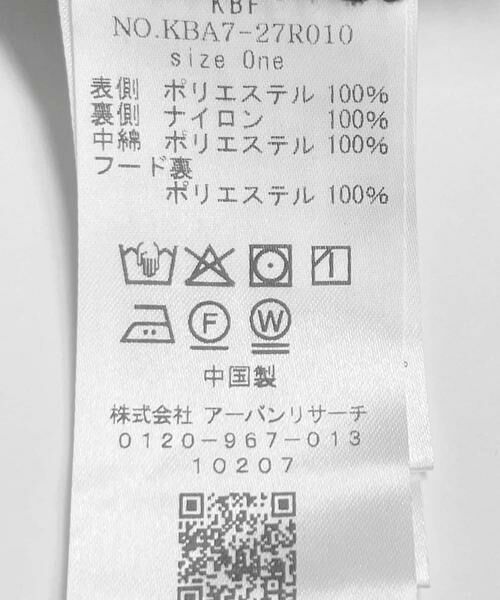 KBF
NO.KBA7-27R010
size One
表側 ポリエステル 100%
裏側 ナイロン 100%
中綿 ポリエステル 100%
フード裏
ポリエステル 100%
F W
中国製
株式会社 アーバンリサーチ
0120-967-013
10207